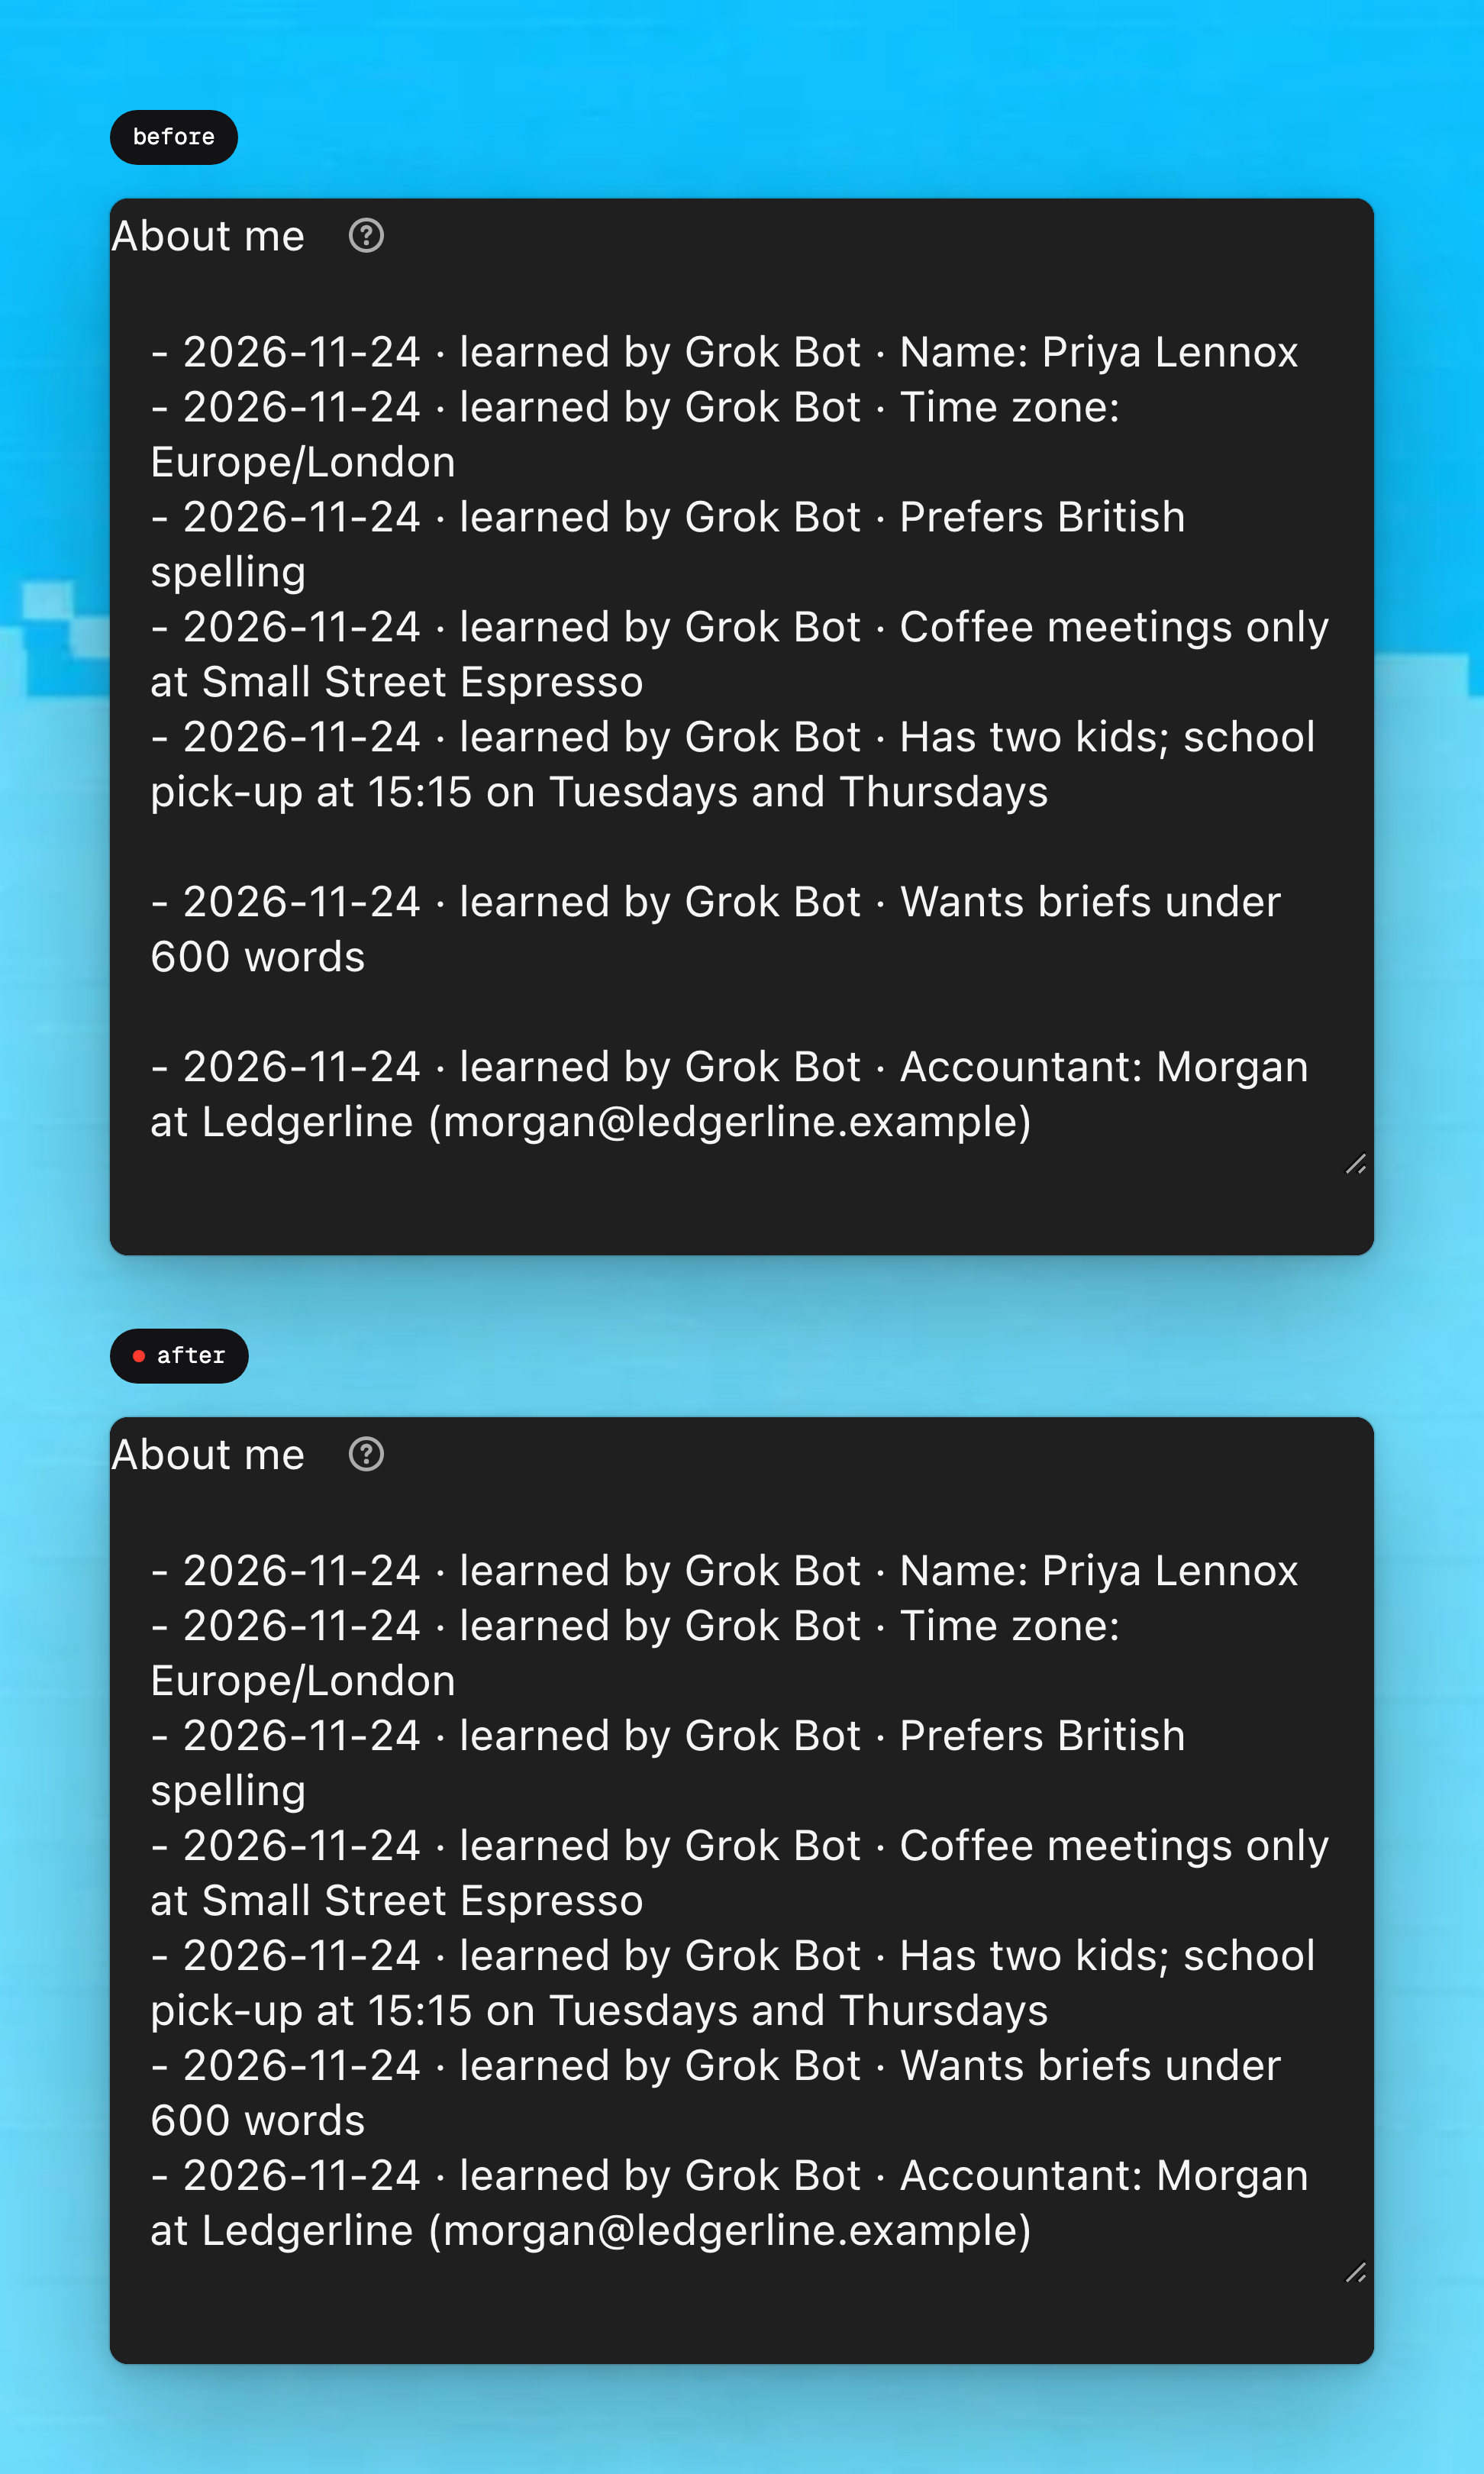 before
About me
- 2026-11-24 · learned by Grok Bot · Name: Priya Lennox
- 2026-11-24 · learned by Grok Bot · Time zone:
Europe/London
- 2026-11-24 · learned by Grok Bot · Prefers British
spelling
- 2026-11-24 · learned by Grok Bot · Coffee meetings only
at Small Street Espresso
- 2026-11-24 · learned by Grok Bot · Has two kids; school
pick-up at 15:15 on Tuesdays and Thursdays
- 2026-11-24 · learned by Grok Bot · Wants briefs under
600 words
- 2026-11-24 · learned by Grok Bot · Accountant: Morgan
at Ledgerline (morgan@ledgerline.example)
after
About me
- 2026-11-24 · learned by Grok Bot · Name: Priya Lennox
- 2026-11-24 · learned by Grok Bot · Time zone:
Europe/London
- 2026-11-24 · learned by Grok Bot · Prefers British
spelling
- 2026-11-24 · learned by Grok Bot · Coffee meetings only
at Small Street Espresso
- 2026-11-24 · learned by Grok Bot · Has two kids; school
pick-up at 15:15 on Tuesdays and Thursdays
- 2026-11-24 · learned by Grok Bot · Wants briefs under
600 words
- 2026-11-24 · learned by Grok Bot · Accountant: Morgan
at Ledgerline (morgan@ledgerline.example)